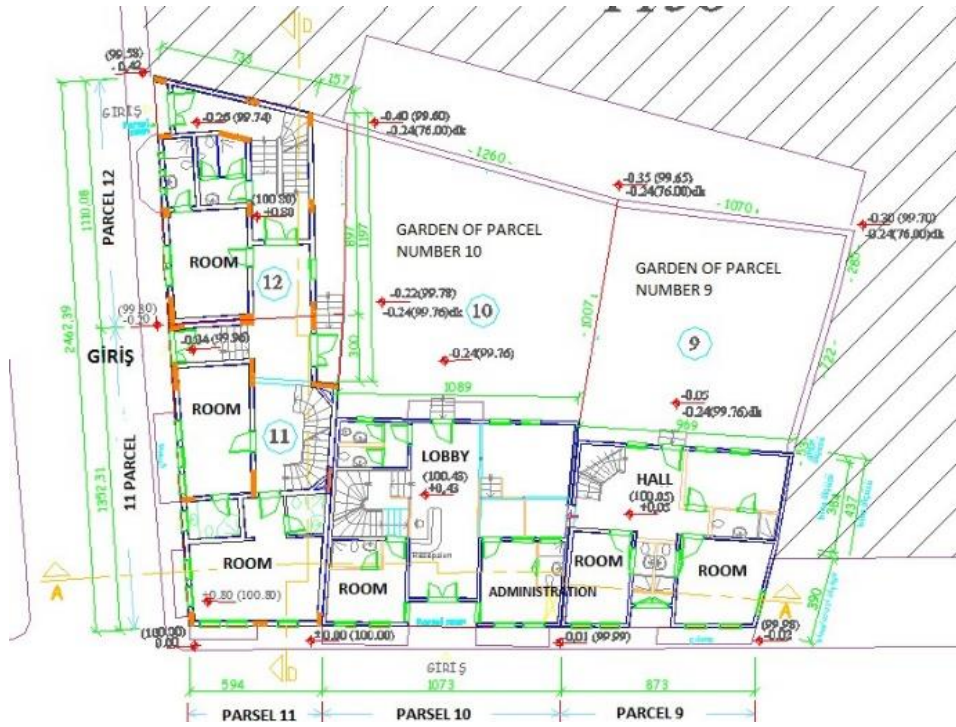 733
D
157
(99.58)
-0.42
GİRİŞ
-0.26 (99.74)
-0.40 (99.60)
-0.24(76.00)dk
- 1260 -
-0.35 (99.65)
-0.24(76.00)dk
-1070-
-0.30 (99.70)
-0.24(76.00)dk
285
PARCEL 12
1110,08
2462,39
(100.80)
+0.80
897
1197
GARDEN OF PARCEL
NUMBER 10
ROOM
12
GARDEN OF PARCEL
NUMBER 9
-0.22(99.78)
-0.24(99.76)dk
10
-1007-
9
722
(99.80)
-0.20
GİRİŞ
-0.04 (99.96)
300
-0.24(99.76)
1089
-0.05
-0.24(99.76)dk
969
ROOM
11
11 PARCEL
1352,31
LOBBY
(100.43)
+0,43
HALL
(100.05)
+0.05
437
Reception
ROOM
ROOM
ADMINISTRATION
ROOM
ROOM
A
A
390
+0.80 (100.80)
(100.00)
0.00
±0.00 (100.00)
-0.01 (99.99)
(99.98)
-0.02
D
GİRİŞ
594
1073
873
PARSEL 11
PARSEL 10
PARCEL 9